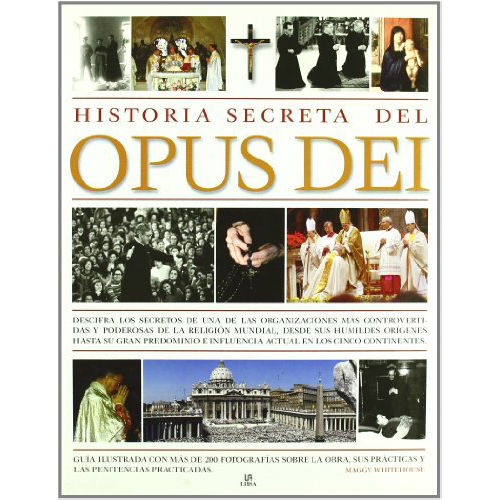 HISTORIA SECRETA DEL
OPUS DEI
DESCIFRA LOS SECRETOS DE UNA DE LAS ORGANIZACIONES MÁS CONTROVERTI-
DAS Y PODEROSAS DE LA RELIGIÓN MUNDIAL, DESDE SUS HUMILDES ORÍGENES
HASTA SU GRAN PREDOMINIO E INFLUENCIA ACTUAL EN LOS CINCO CONTINENTES.
GUÍA ILUSTRADA CON MÁS DE 200 FOTOGRAFÍAS SOBRE LA OBRA, SUS PRÁCTICAS Y
LAS PENITENCIAS PRACTICADAS.
MAGGY WHITEHOUSE
LIBSA